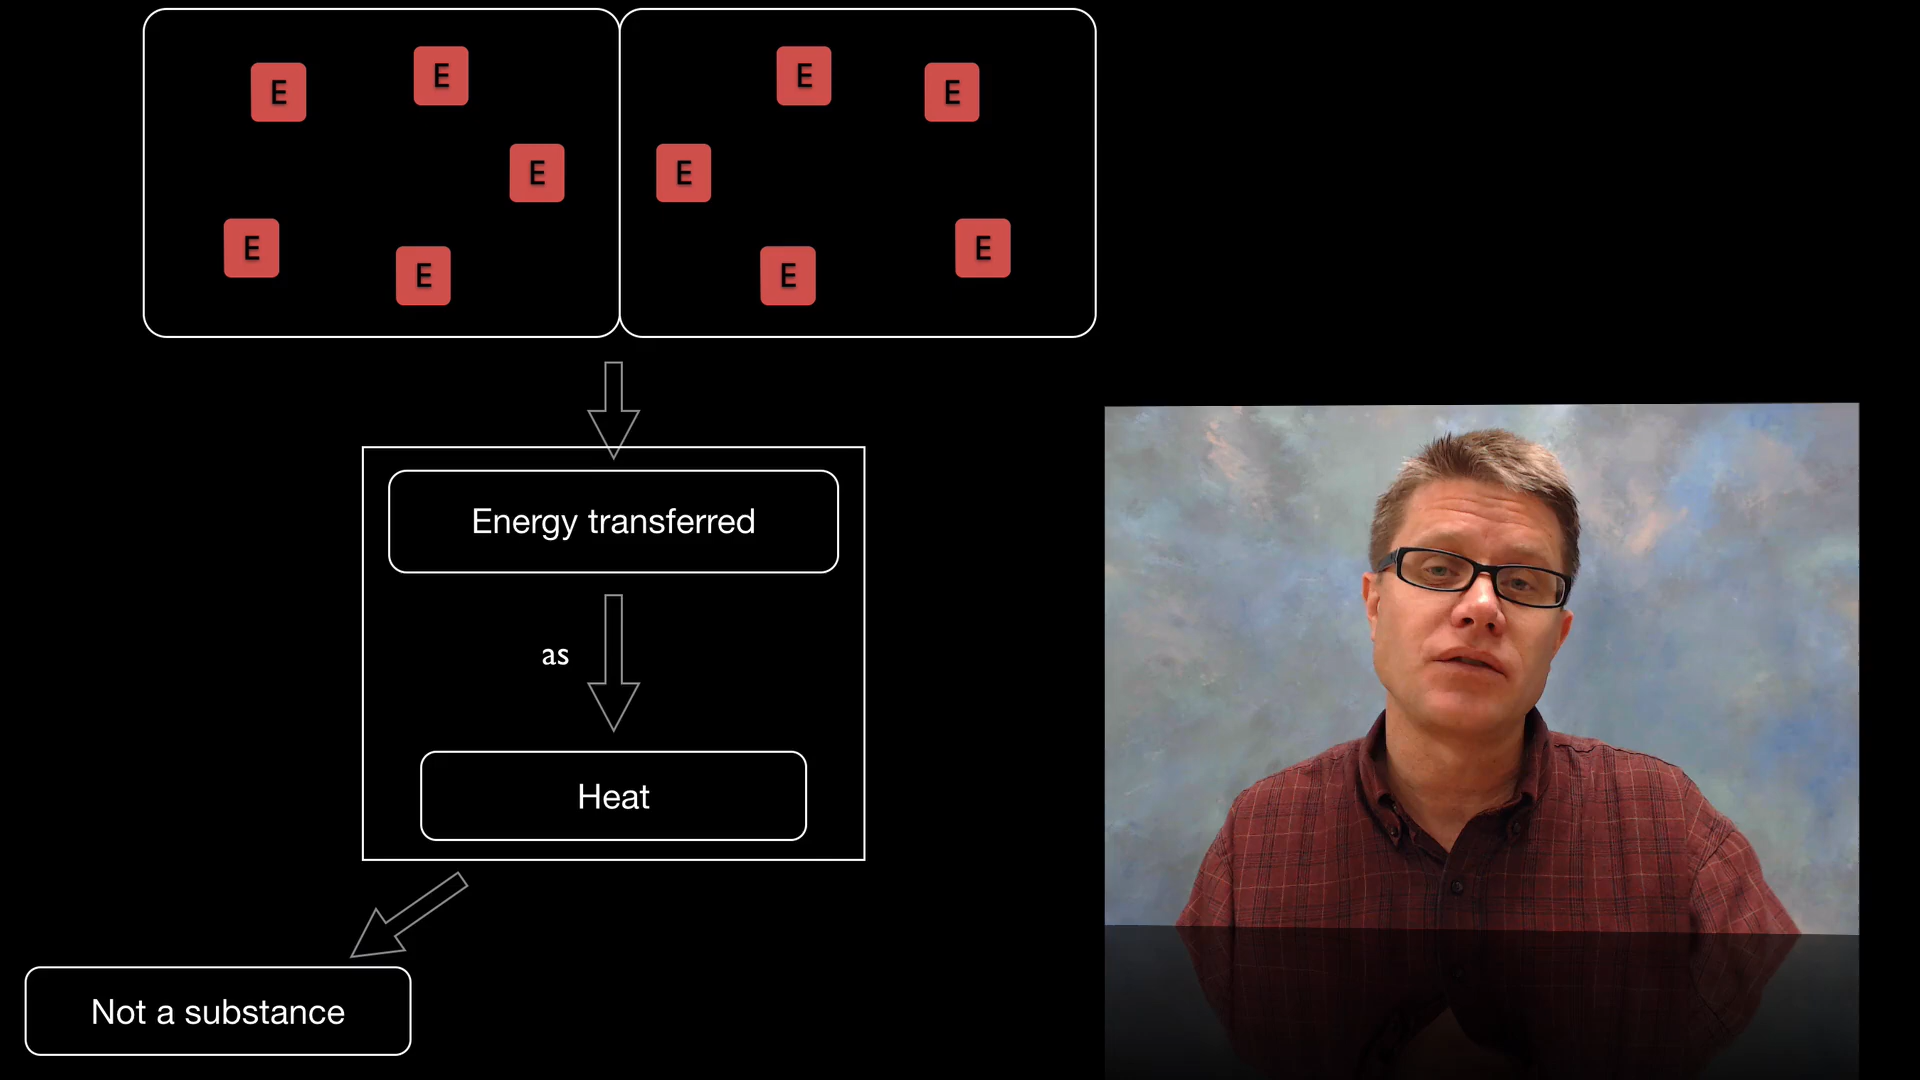 E E E E
E E
E E
E E
Energy transferred
as
Heat
Not a substance